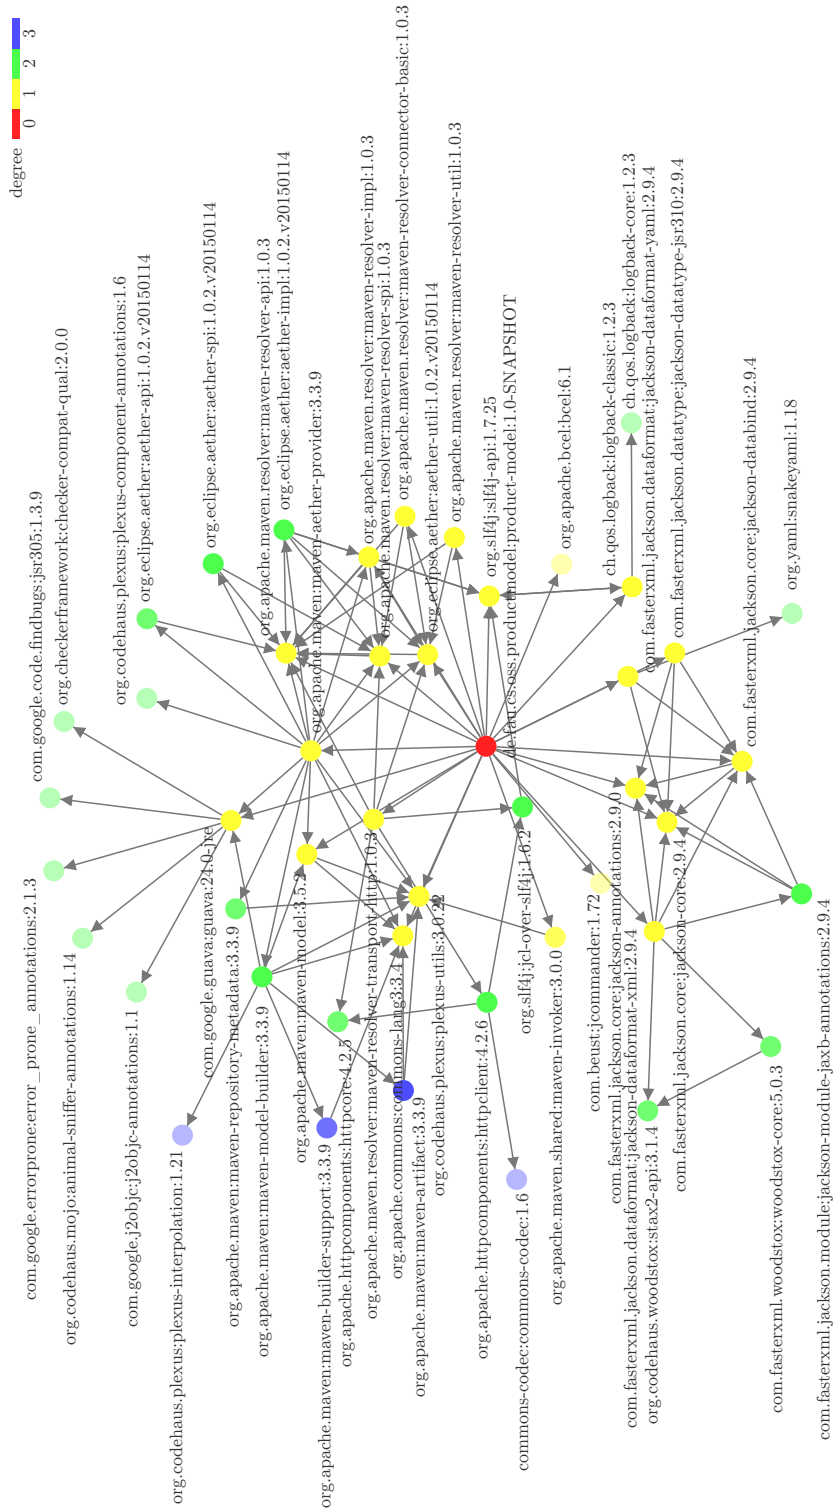 degree
0
1
2
3
com.google.errorprone:error_prone_annotations:2.1.3
com.google.code.findbugs:jsr305:1.3.9
org.checkerframework:checker-compat-qual:2.0.0
org.codehaus.mojo:animal-sniffer-annotations:1.14
org.codehaus.plexus:plexus-component-annotations:1.6
com.google.j2objc:j2objc-annotations:1.1
org.eclipse.aether:aether-api:1.0.2.v20150114
org.codehaus.plexus:plexus-interpolation:1.21
com.google.guava:guava:24.0-jre
org.eclipse.aether:aether-spi:1.0.2.v20150114
org.apache.maven:maven-repository-metadata:3.3.9
org.apache.maven:maven-model-builder:3.3.9
org.apache.maven.resolver:maven-resolver-api:1.0.3
org.eclipse.aether:aether-impl:1.0.2.v20150114
org.apache.maven:maven-model:3.5.2
org.apache.maven:maven-aether-provider:3.3.9
org.apache.maven:maven-builder-support:3.3.9
org.apache.httpcomponents:httpcore:4.2.5
org.apache.maven.resolver:maven-resolver-transport-http:1.0.3
org.apache.maven.resolver:maven-resolver-impl:1.0.3
org.apache.maven.resolver:maven-resolver-spi:1.0.3
org.apache.commons:commons-lang3:3.4
org.apache.maven.resolver:maven-resolver-connector-basic:1.0.3
org.apache.maven:maven-artifact:3.3.9
org.codehaus.plexus:plexus-utils:3.0.22
org.eclipse.aether:aether-util:1.0.2.v20150114
org.apache.maven.resolver:maven-resolver-util:1.0.3
org.apache.httpcomponents:httpclient:4.2.6
org.slf4j:slf4j-api:1.7.25
de.fau.cs.oss.productmodel:product-model:1.0-SNAPSHOT
commons-codec:commons-codec:1.6
org.slf4j:jcl-over-slf4j:1.6.2
org.apache.maven.shared:maven-invoker:3.0.0
org.apache.bcel:bcel:6.1
com.beust:jcommander:1.72
ch.qos.logback:logback-classic:1.2.3
com.fasterxml.jackson.core:jackson-annotations:2.9.0
ch.qos.logback:logback-core:1.2.3
com.fasterxml.jackson.dataformat:jackson-dataformat-xml:2.9.4
com.fasterxml.jackson.dataformat:jackson-dataformat-yaml:2.9.4
org.codehaus.woodstox:stax2-api:3.1.4
com.fasterxml.jackson.core:jackson-core:2.9.4
com.fasterxml.jackson.datatype:jackson-datatype-jsr310:2.9.4
com.fasterxml.jackson.core:jackson-databind:2.9.4
com.fasterxml.woodstox:woodstox-core:5.0.3
org.yaml:snakeyaml:1.18
com.fasterxml.jackson.module:jackson-module-jaxb-annotations:2.9.4